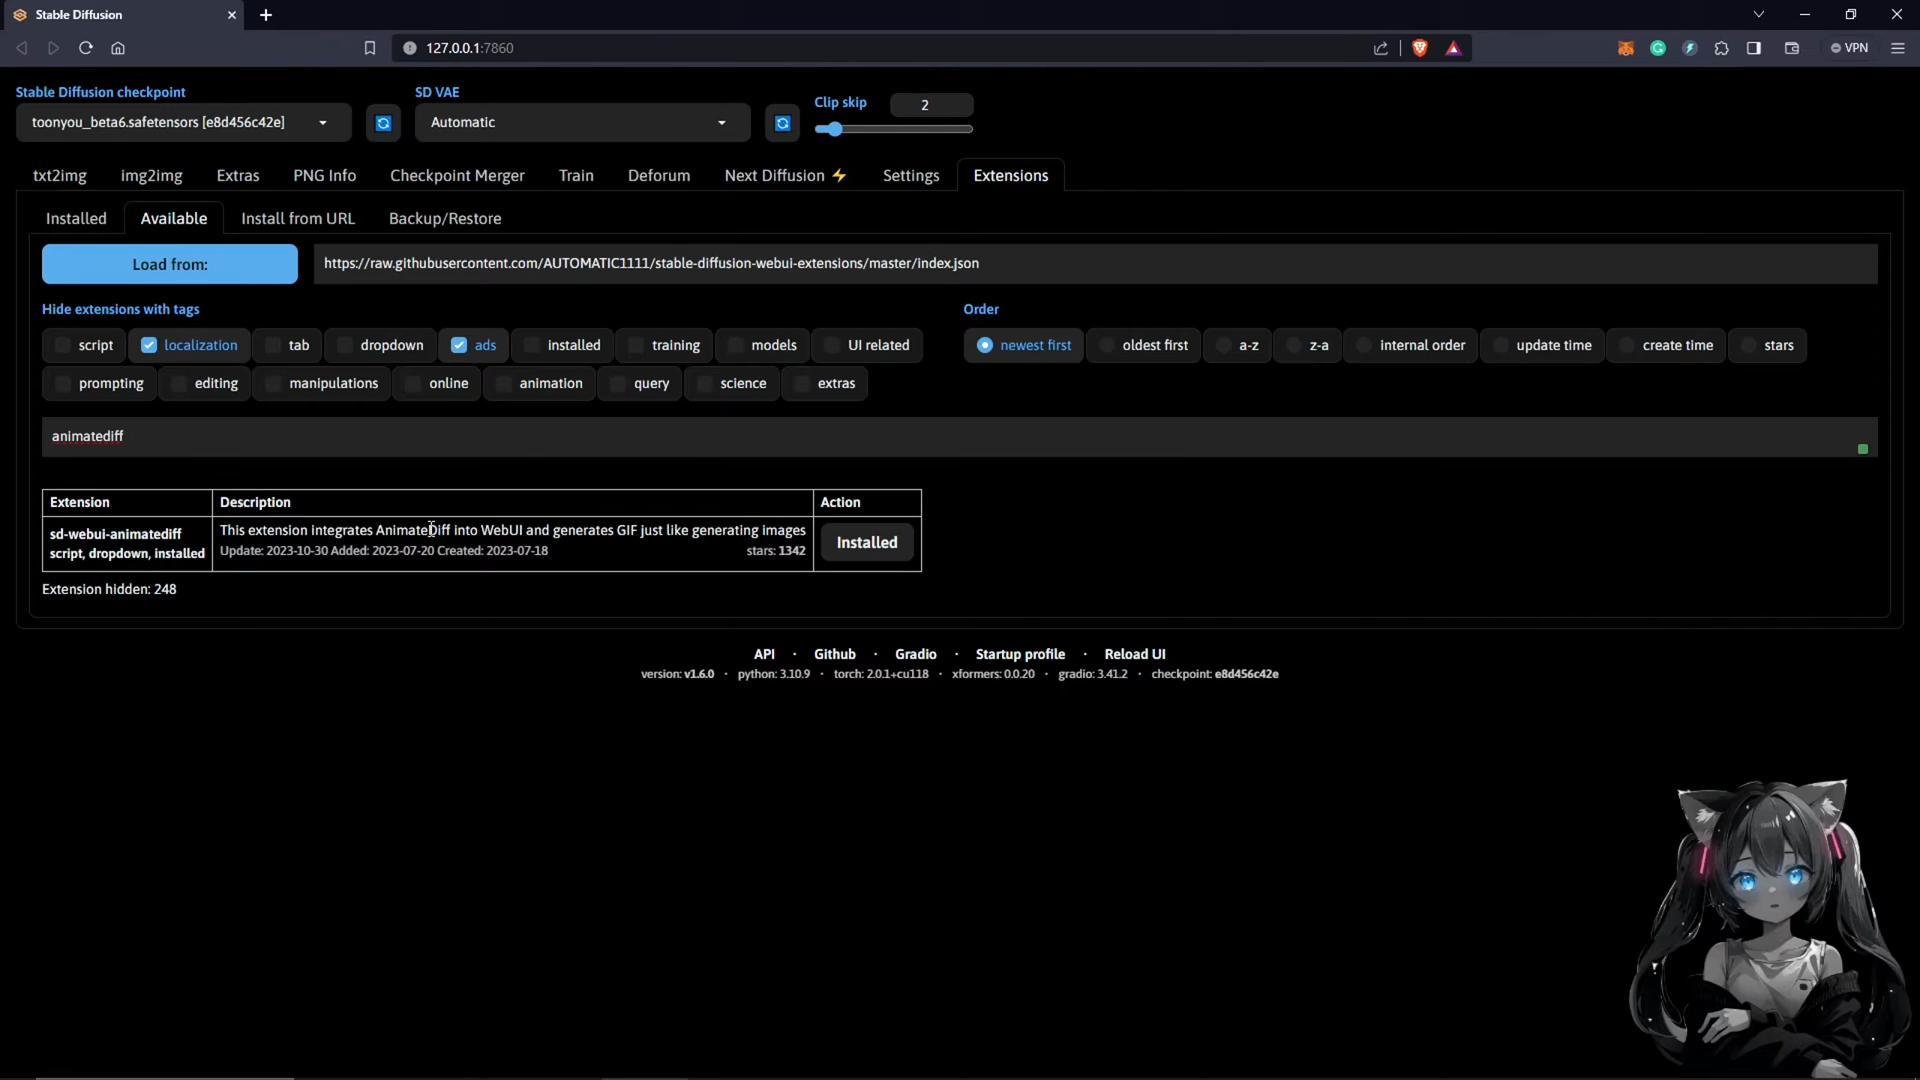 Stable Diffusion
127.0.0.1:7860
VPN
Stable Diffusion checkpoint
SD VAE
Clip skip
2
toonyou_beta6.safetensors [e8d456c42e]
Automatic
txt2img
img2img
Extras
PNG Info
Checkpoint Merger
Train
Deforum
Next Diffusion ⚡
Settings
Extensions
Installed
Available
Install from URL
Backup/Restore
Load from:
https://raw.githubusercontent.com/AUTOMATIC1111/stable-diffusion-webui-extensions/master/index.json
Hide extensions with tags
Order
script
localization
tab
dropdown
ads
installed
training
models
UI related
newest first
oldest first
a-z
z-a
internal order
update time
create time
stars
prompting
editing
manipulations
online
animation
query
science
extras
animatediff
Extension
Description
Action
sd-webui-animatediff
script, dropdown, installed
This extension integrates AnimateDiff into WebUI and generates GIF just like generating images
Update: 2023-10-30 Added: 2023-07-20 Created: 2023-07-18
stars: 1342
Installed
Extension hidden: 248
API · Github · Gradio · Startup profile · Reload UI
version: v1.6.0 · python: 3.10.9 · torch: 2.0.1+cu118 · xformers: 0.0.20 · gradio: 3.41.2 · checkpoint: e8d456c42e